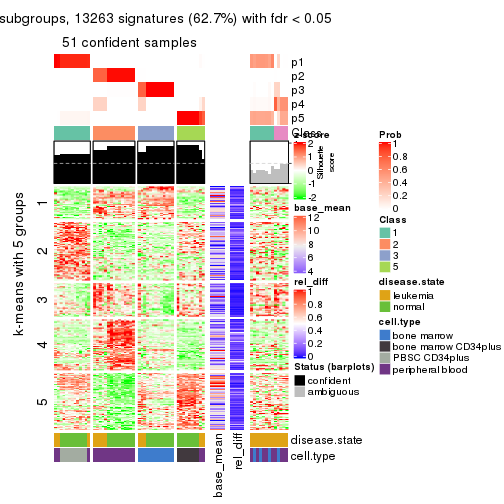 subgroups, 13263 signatures (62.7%) with fdr < 0.05
51 confident samples
p1
p2
p3
p4
p5
Class
Silhouette
score
1
2
3
4
5
k-means with 5 groups
disease.state
cell.type
base_mean
rel_diff
z-score
2
1
0
-1
-2
base_mean
12
10
8
6
4
rel_diff
1
0.8
0.6
0.4
0.2
0
Status (barplots)
confident
ambiguous
Prob
1
0.8
0.6
0.4
0.2
0
Class
1
2
3
5
disease.state
leukemia
normal
cell.type
bone marrow
bone marrow CD34plus
PBSC CD34plus
peripheral blood